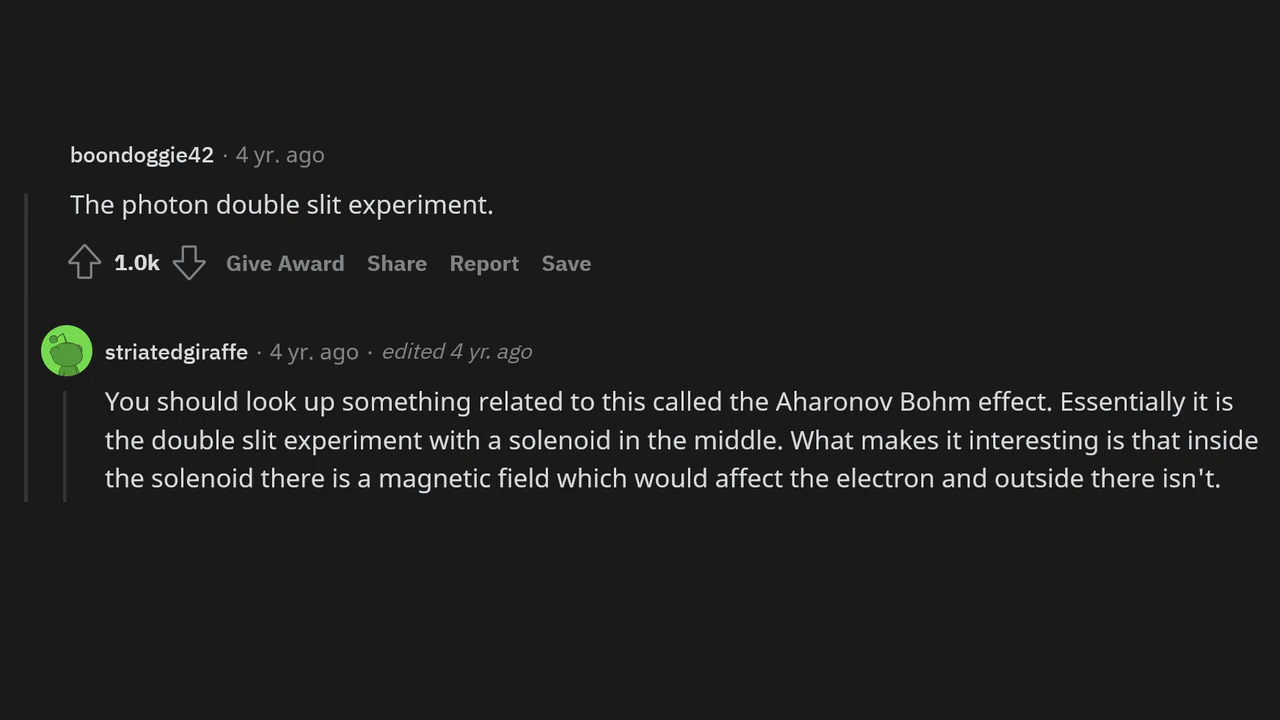 boondoggie42 · 4 yr. ago
The photon double slit experiment.
1.0k Give Award Share Report Save
striatedgiraffe · 4 yr. ago · edited 4 yr. ago
You should look up something related to this called the Aharonov Bohm effect. Essentially it is
the double slit experiment with a solenoid in the middle. What makes it interesting is that inside
the solenoid there is a magnetic field which would affect the electron and outside there isn't.